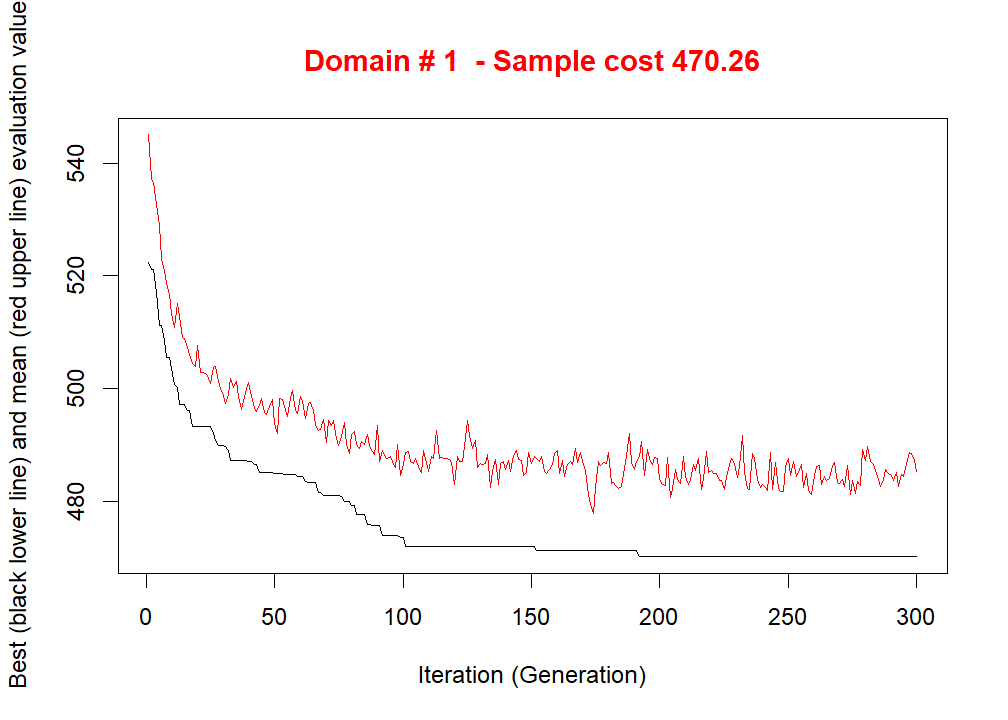 Domain # 1  - Sample cost 470.26
Best (black lower line) and mean (red upper line) evaluation value
540
520
500
480
0 50 100 150 200 250 300
Iteration (Generation)